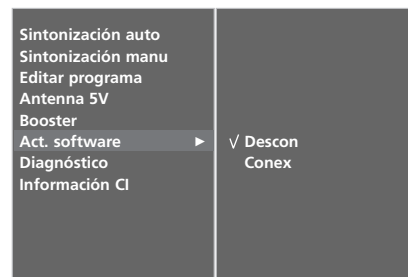 Sintonización auto
Sintonización manu
Editar programa
Antenna 5V
Booster
Act. software ►
Diagnóstico
Información CI
√ Descon
Conex